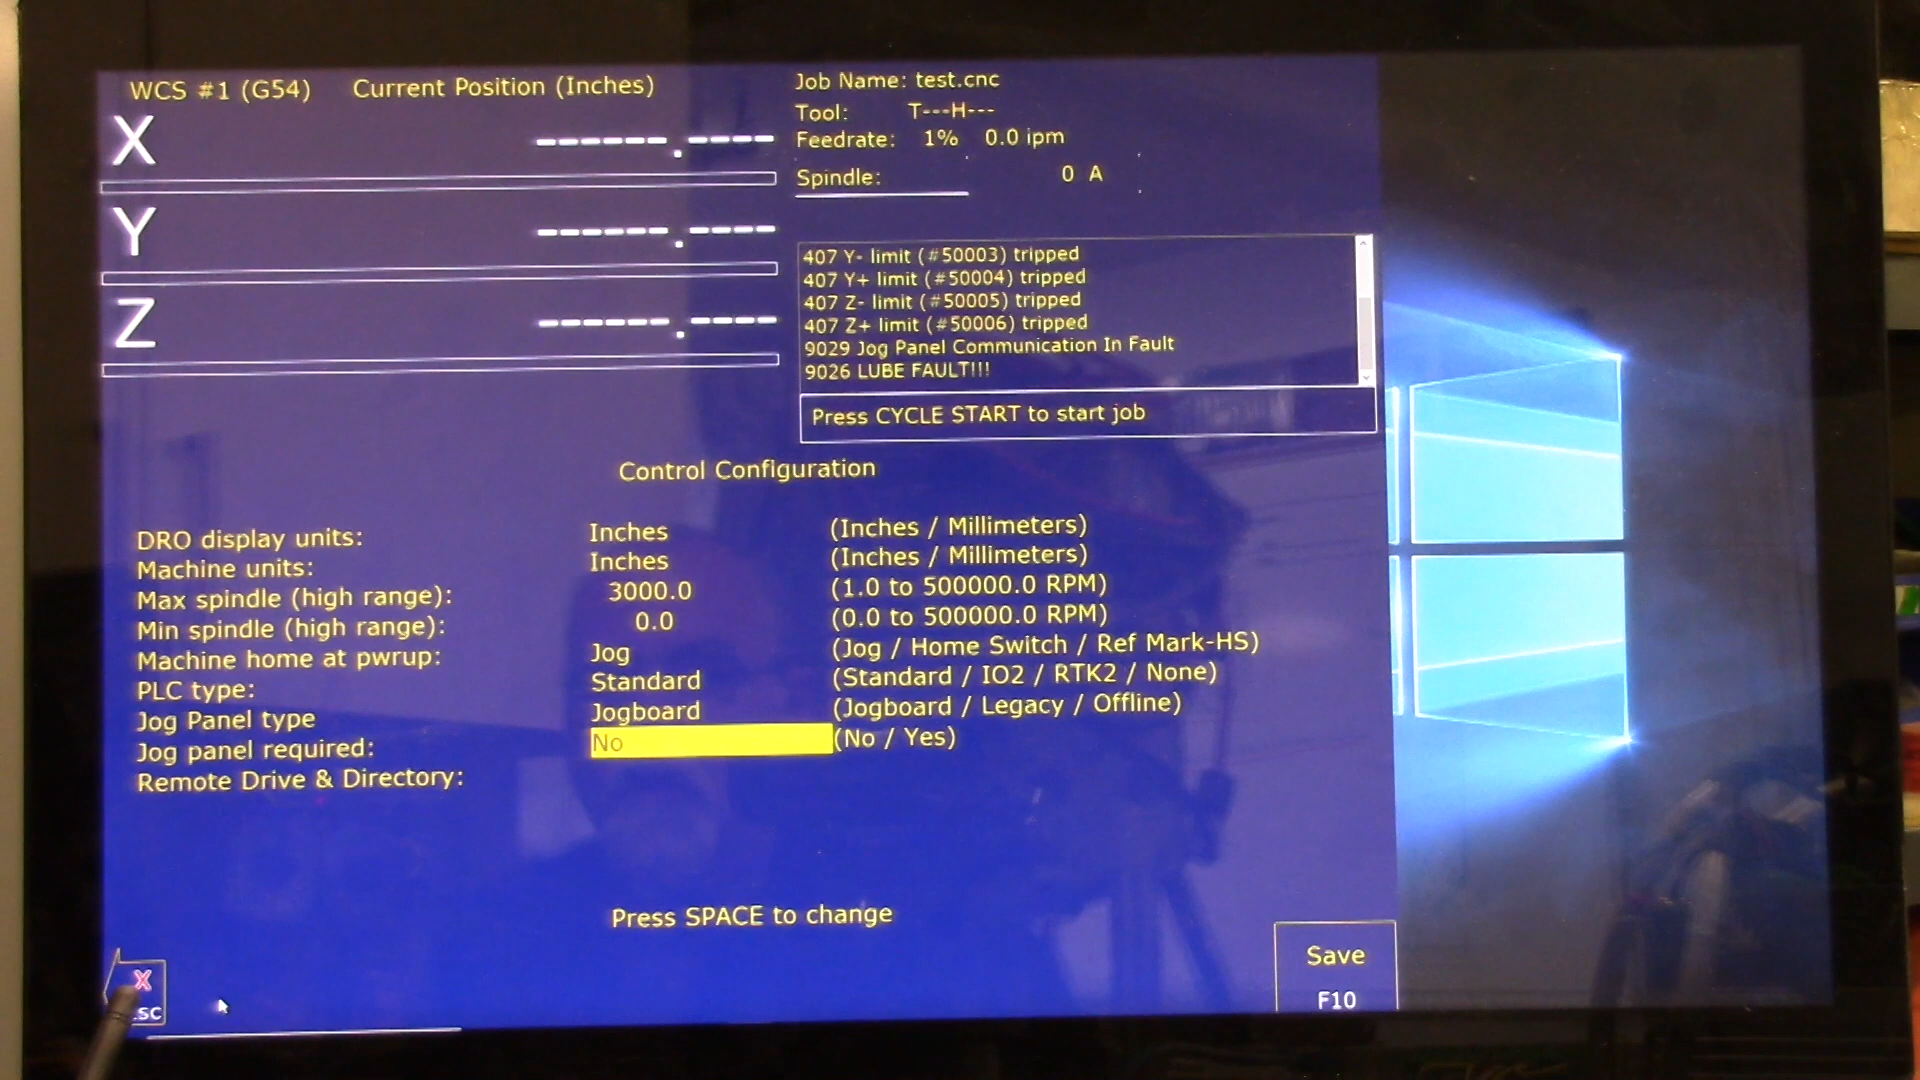 WCS #1 (G54) Current Position (Inches)
X ------.----
Y ------.----
Z ------.----
Job Name: test.cnc
Tool: T---H---
Feedrate: 1% 0.0 ipm
Spindle: 0 A
407 Y- limit (#50003) tripped
407 Y+ limit (#50004) tripped
407 Z- limit (#50005) tripped
407 Z+ limit (#50006) tripped
9029 Jog Panel Communication In Fault
9026 LUBE FAULT!!!
Press CYCLE START to start job
Control Configuration
DRO display units: Inches (Inches / Millimeters)
Machine units: Inches (Inches / Millimeters)
Max spindle (high range): 3000.0 (1.0 to 500000.0 RPM)
Min spindle (high range): 0.0 (0.0 to 500000.0 RPM)
Machine home at pwrup: Jog (Jog / Home Switch / Ref Mark-HS)
PLC type: Standard (Standard / IO2 / RTK2 / None)
Jog Panel type Jogboard (Jogboard / Legacy / Offline)
Jog panel required: No (No / Yes)
Remote Drive & Directory:
Press SPACE to change
X
SC
Save
F10